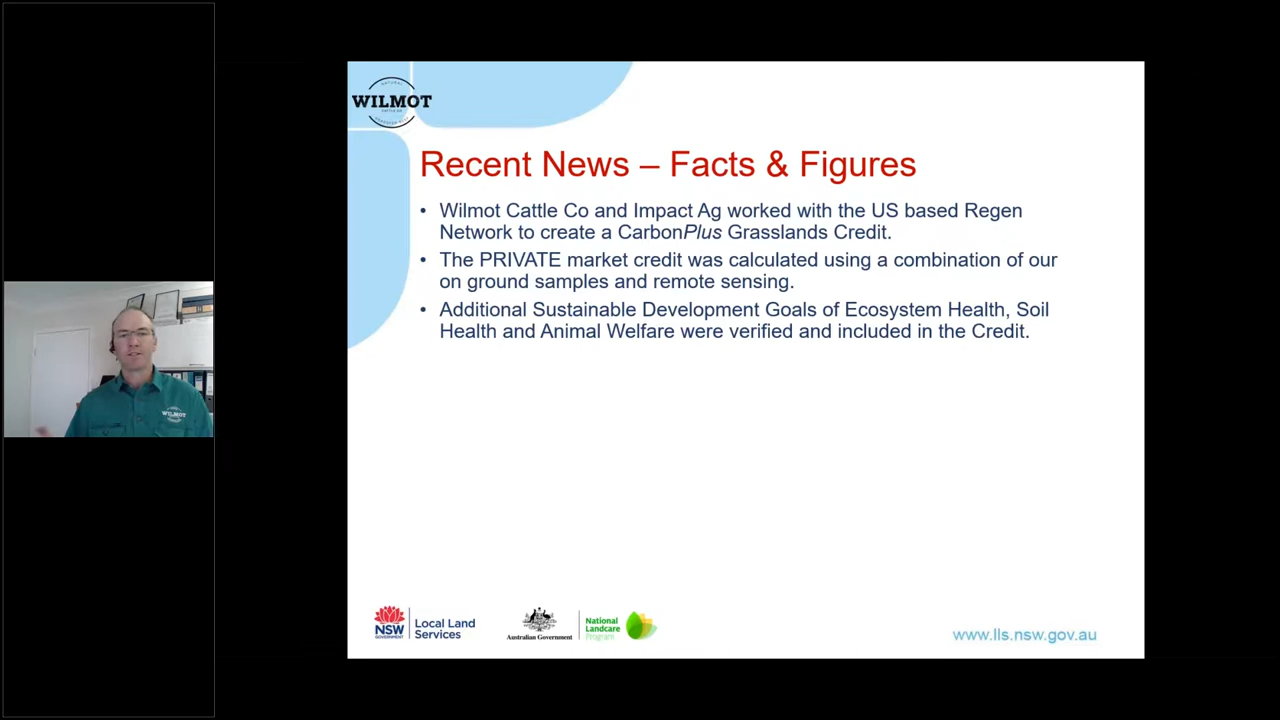 WILMOT
Recent News – Facts & Figures
• Wilmot Cattle Co and Impact Ag worked with the US based Regen
Network to create a CarbonPlus Grasslands Credit.
• The PRIVATE market credit was calculated using a combination of our
on ground samples and remote sensing.
• Additional Sustainable Development Goals of Ecosystem Health, Soil
Health and Animal Welfare were verified and included in the Credit.
WILMOT
NSW
GOVERNMENT
Local Land
Services
Australian Government
National
Landcare
Program
www.lls.nsw.gov.au